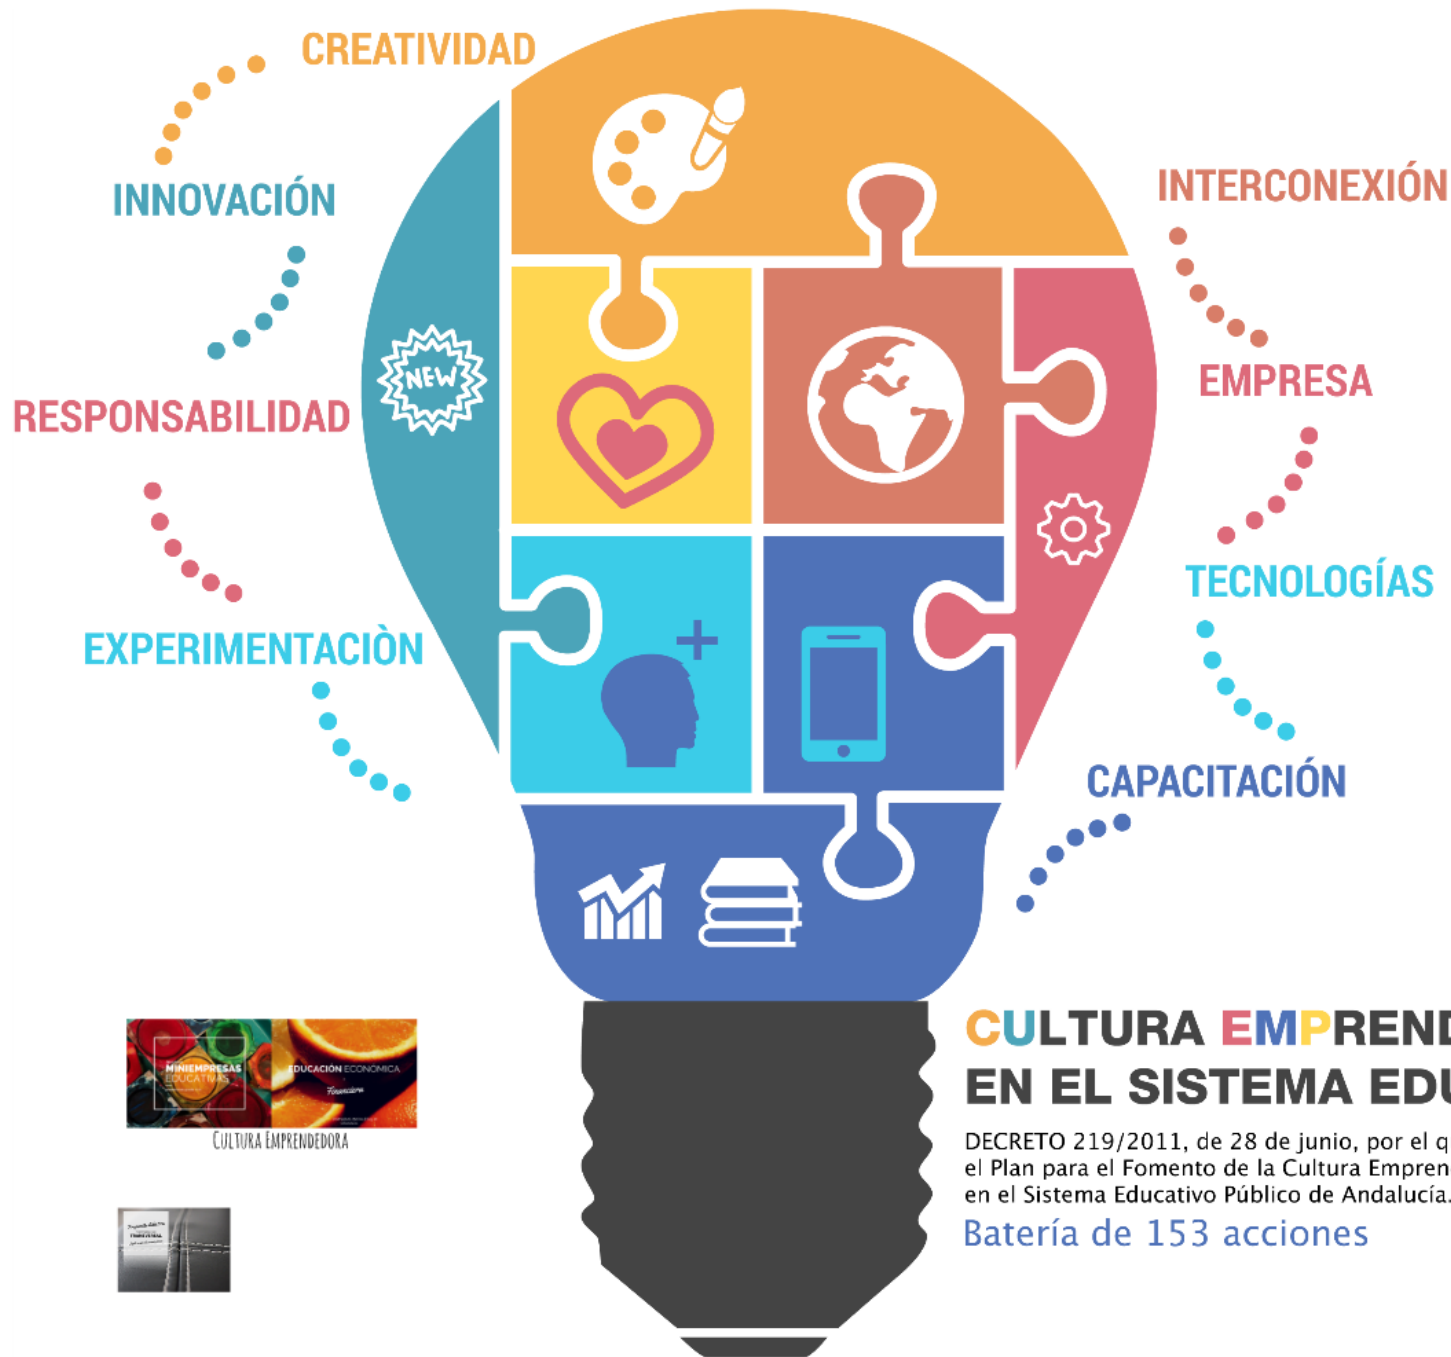 CREATIVIDAD
INNOVACIÓN
INTERCONEXIÓN
NEW
RESPONSABILIDAD
EMPRESA
EXPERIMENTACIÒN
TECNOLOGÍAS
CAPACITACIÓN
MINIEMPRESAS
EDUCATIVAS
EDUCACIÓN ECONÓMICA
Financiera
CULTURA EMPRENDEDORA
CULTURA EMPREND
EN EL SISTEMA EDU
DECRETO 219/2011, de 28 de junio, por el q
el Plan para el Fomento de la Cultura Empren
en el Sistema Educativo Público de Andalucía.
Batería de 153 acciones